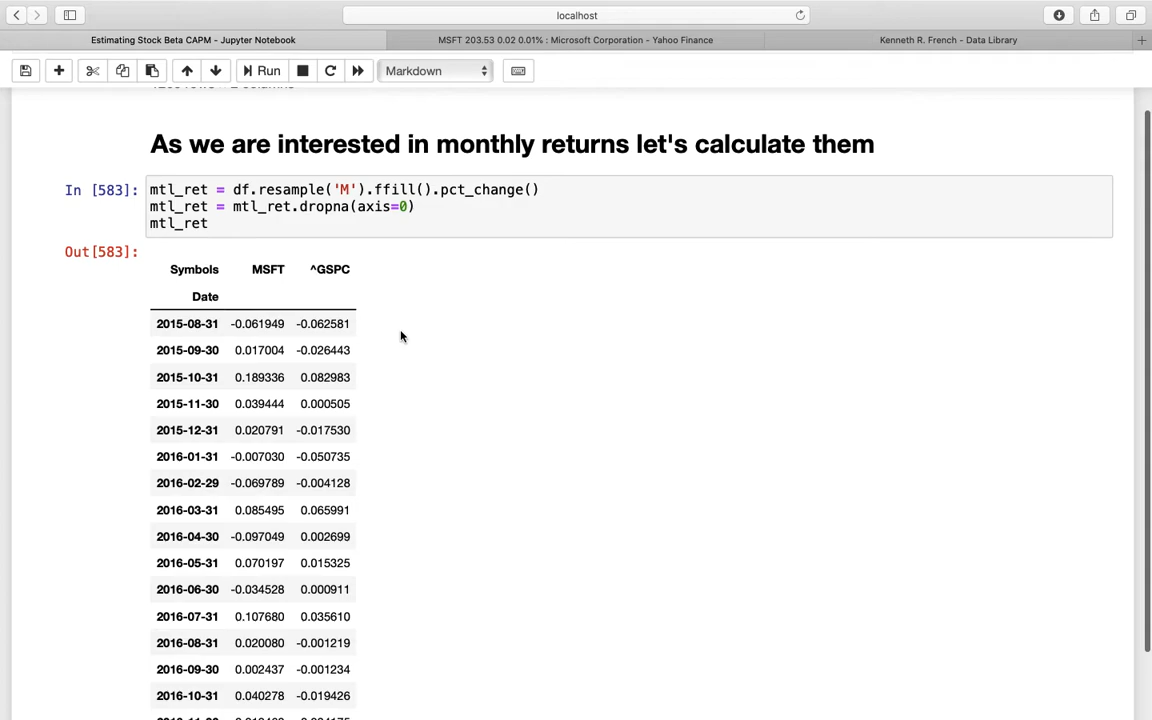 localhost
Estimating Stock Beta CAPM - Jupyter Notebook
MSFT 203.53 0.02 0.01% : Microsoft Corporation - Yahoo Finance
Kenneth R. French - Data Library
Run
Markdown
As we are interested in monthly returns let's calculate them
In [583]:
mtl_ret = df.resample('M').ffill().pct_change()
mtl_ret = mtl_ret.dropna(axis=0)
mtl_ret
Out[583]:
Symbols MSFT ^GSPC
Date
2015-08-31 -0.061949 -0.062581
2015-09-30 0.017004 -0.026443
2015-10-31 0.189336 0.082983
2015-11-30 0.039444 0.000505
2015-12-31 0.020791 -0.017530
2016-01-31 -0.007030 -0.050735
2016-02-29 -0.069789 -0.004128
2016-03-31 0.085495 0.065991
2016-04-30 -0.097049 0.002699
2016-05-31 0.070197 0.015325
2016-06-30 -0.034528 0.000911
2016-07-31 0.107680 0.035610
2016-08-31 0.020080 -0.001219
2016-09-30 0.002437 -0.001234
2016-10-31 0.040278 -0.019426